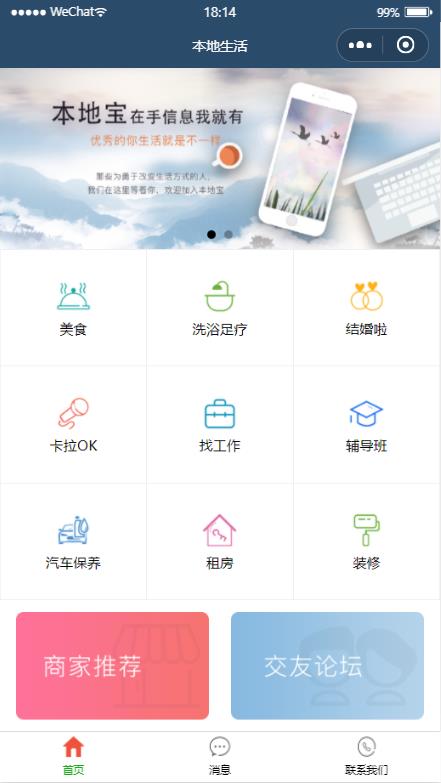 WeChat 18:14 99%
本地生活
本地宝在手信息我就有
优秀的你生活就是不一样
那些为勇于改变生活方式的人,
我们在这里等着你, 欢迎加入本地宝
美食 洗浴足疗 结婚啦
卡拉OK 找工作 辅导班
汽车保养 租房 装修
商家推荐 交友论坛
首页 消息 联系我们